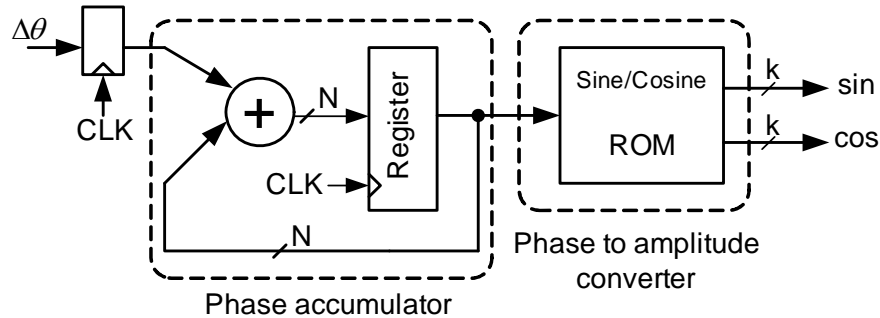 Δθ
CLK
N
Register
CLK
N
Phase accumulator
Sine/Cosine
ROM
k
sin
k
cos
Phase to amplitude
converter